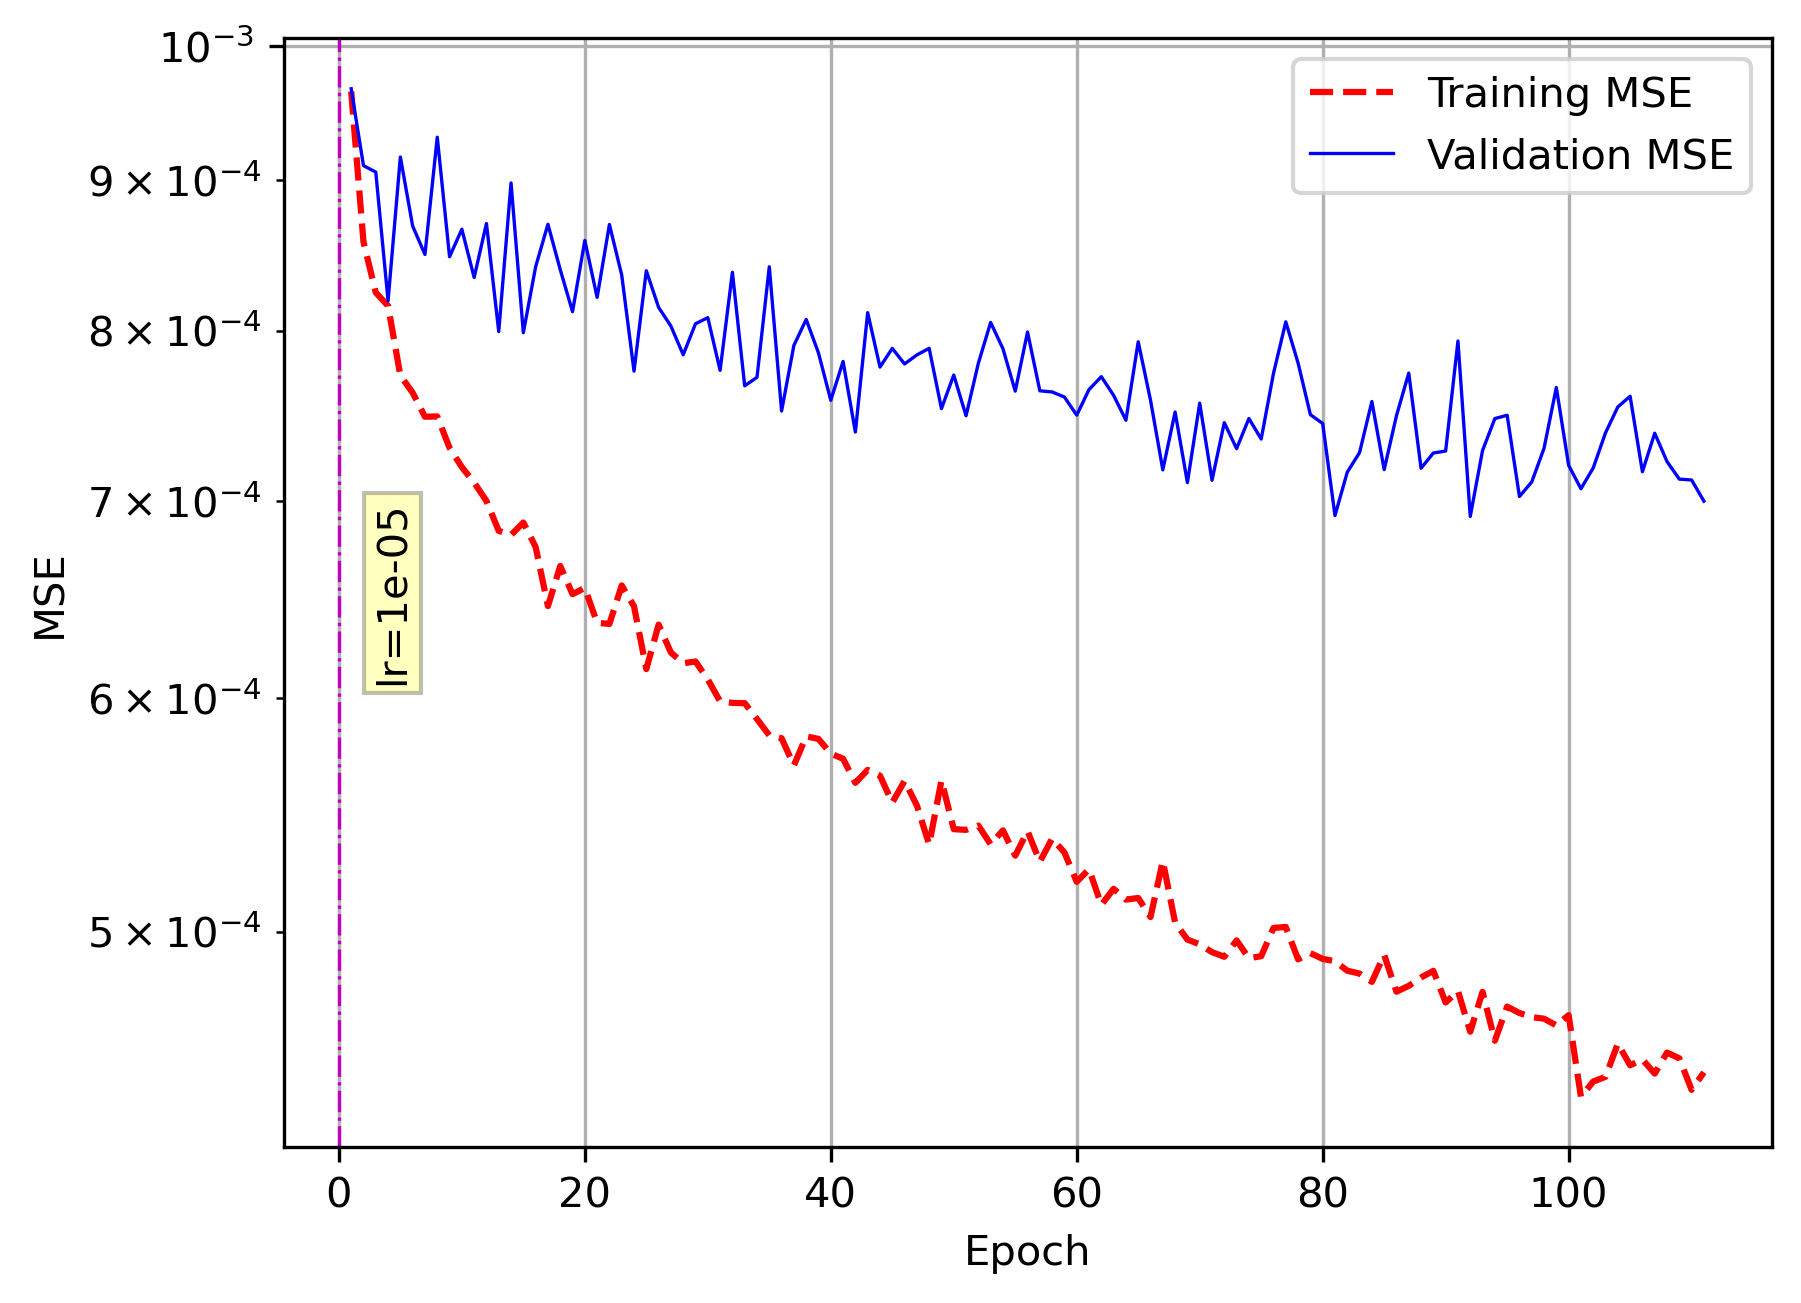 10⁻³
9×10⁻⁴
8×10⁻⁴
7×10⁻⁴
6×10⁻⁴
5×10⁻⁴
MSE
lr=1e-05
Training MSE
Validation MSE
0 20 40 60 80 100
Epoch